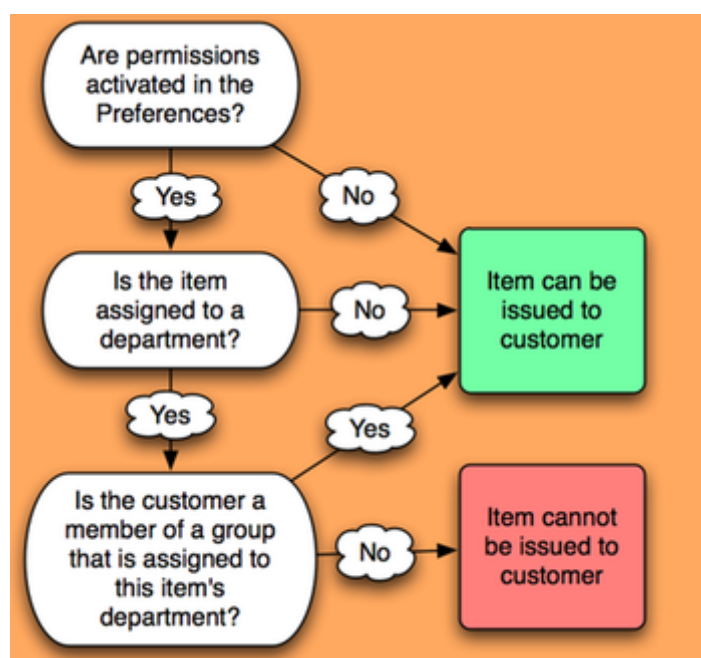 Are permissions
activated in the
Preferences?
Yes
No
Is the item
assigned to a
department?
No
Item can be
issued to
customer
Yes
Yes
Is the customer a
member of a group
that is assigned to
this item's
department?
No
Item cannot
be issued to
customer